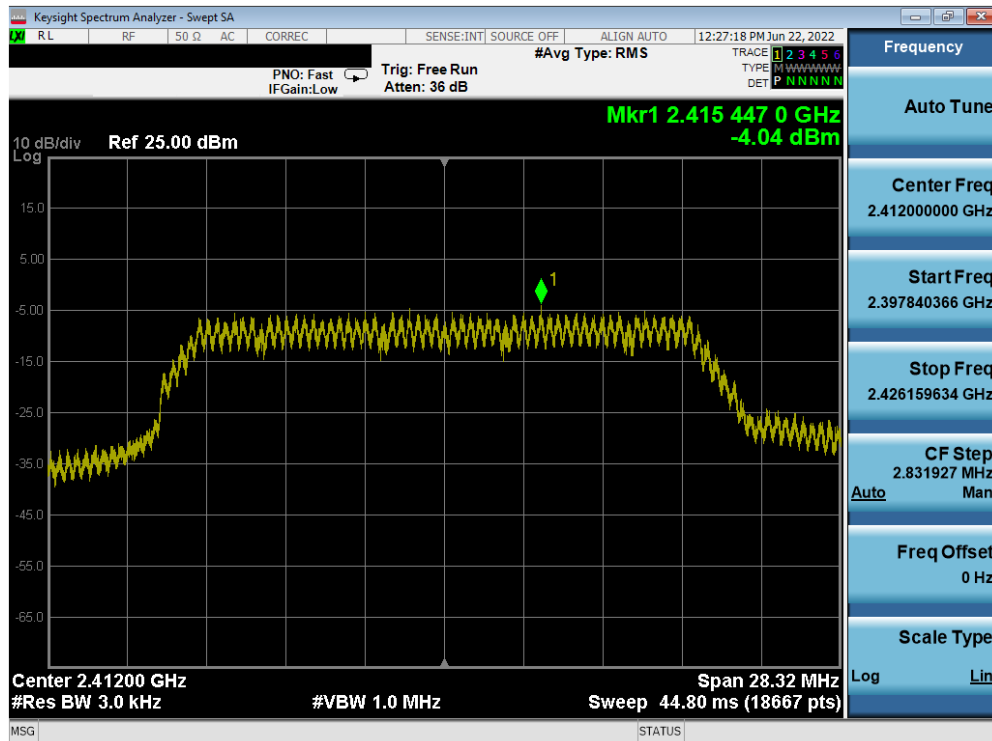 Keysight Spectrum Analyzer - Swept SA
LXI RL RF 50 Ω AC CORREC SENSE:INT SOURCE OFF ALIGN AUTO 12:27:18 PM Jun 22, 2022
#Avg Type: RMS TRACE 1 2 3 4 5 6
PNO: Fast Trig: Free Run TYPE M W W W W W
IFGain:Low Atten: 36 dB DET P N N N N N
Mkr1 2.415 447 0 GHz
10 dB/div Ref 25.00 dBm -4.04 dBm
Log
15.0
5.00
1
-5.00
-15.0
-25.0
-35.0
-45.0
-55.0
-65.0
Center 2.41200 GHz Span 28.32 MHz
#Res BW 3.0 kHz #VBW 1.0 MHz Sweep 44.80 ms (18667 pts)
MSG STATUS
Frequency
Auto Tune
Center Freq
2.412000000 GHz
Start Freq
2.397840366 GHz
Stop Freq
2.426159634 GHz
CF Step
2.831927 MHz
Auto Man
Freq Offset
0 Hz
Scale Type
Log Lin